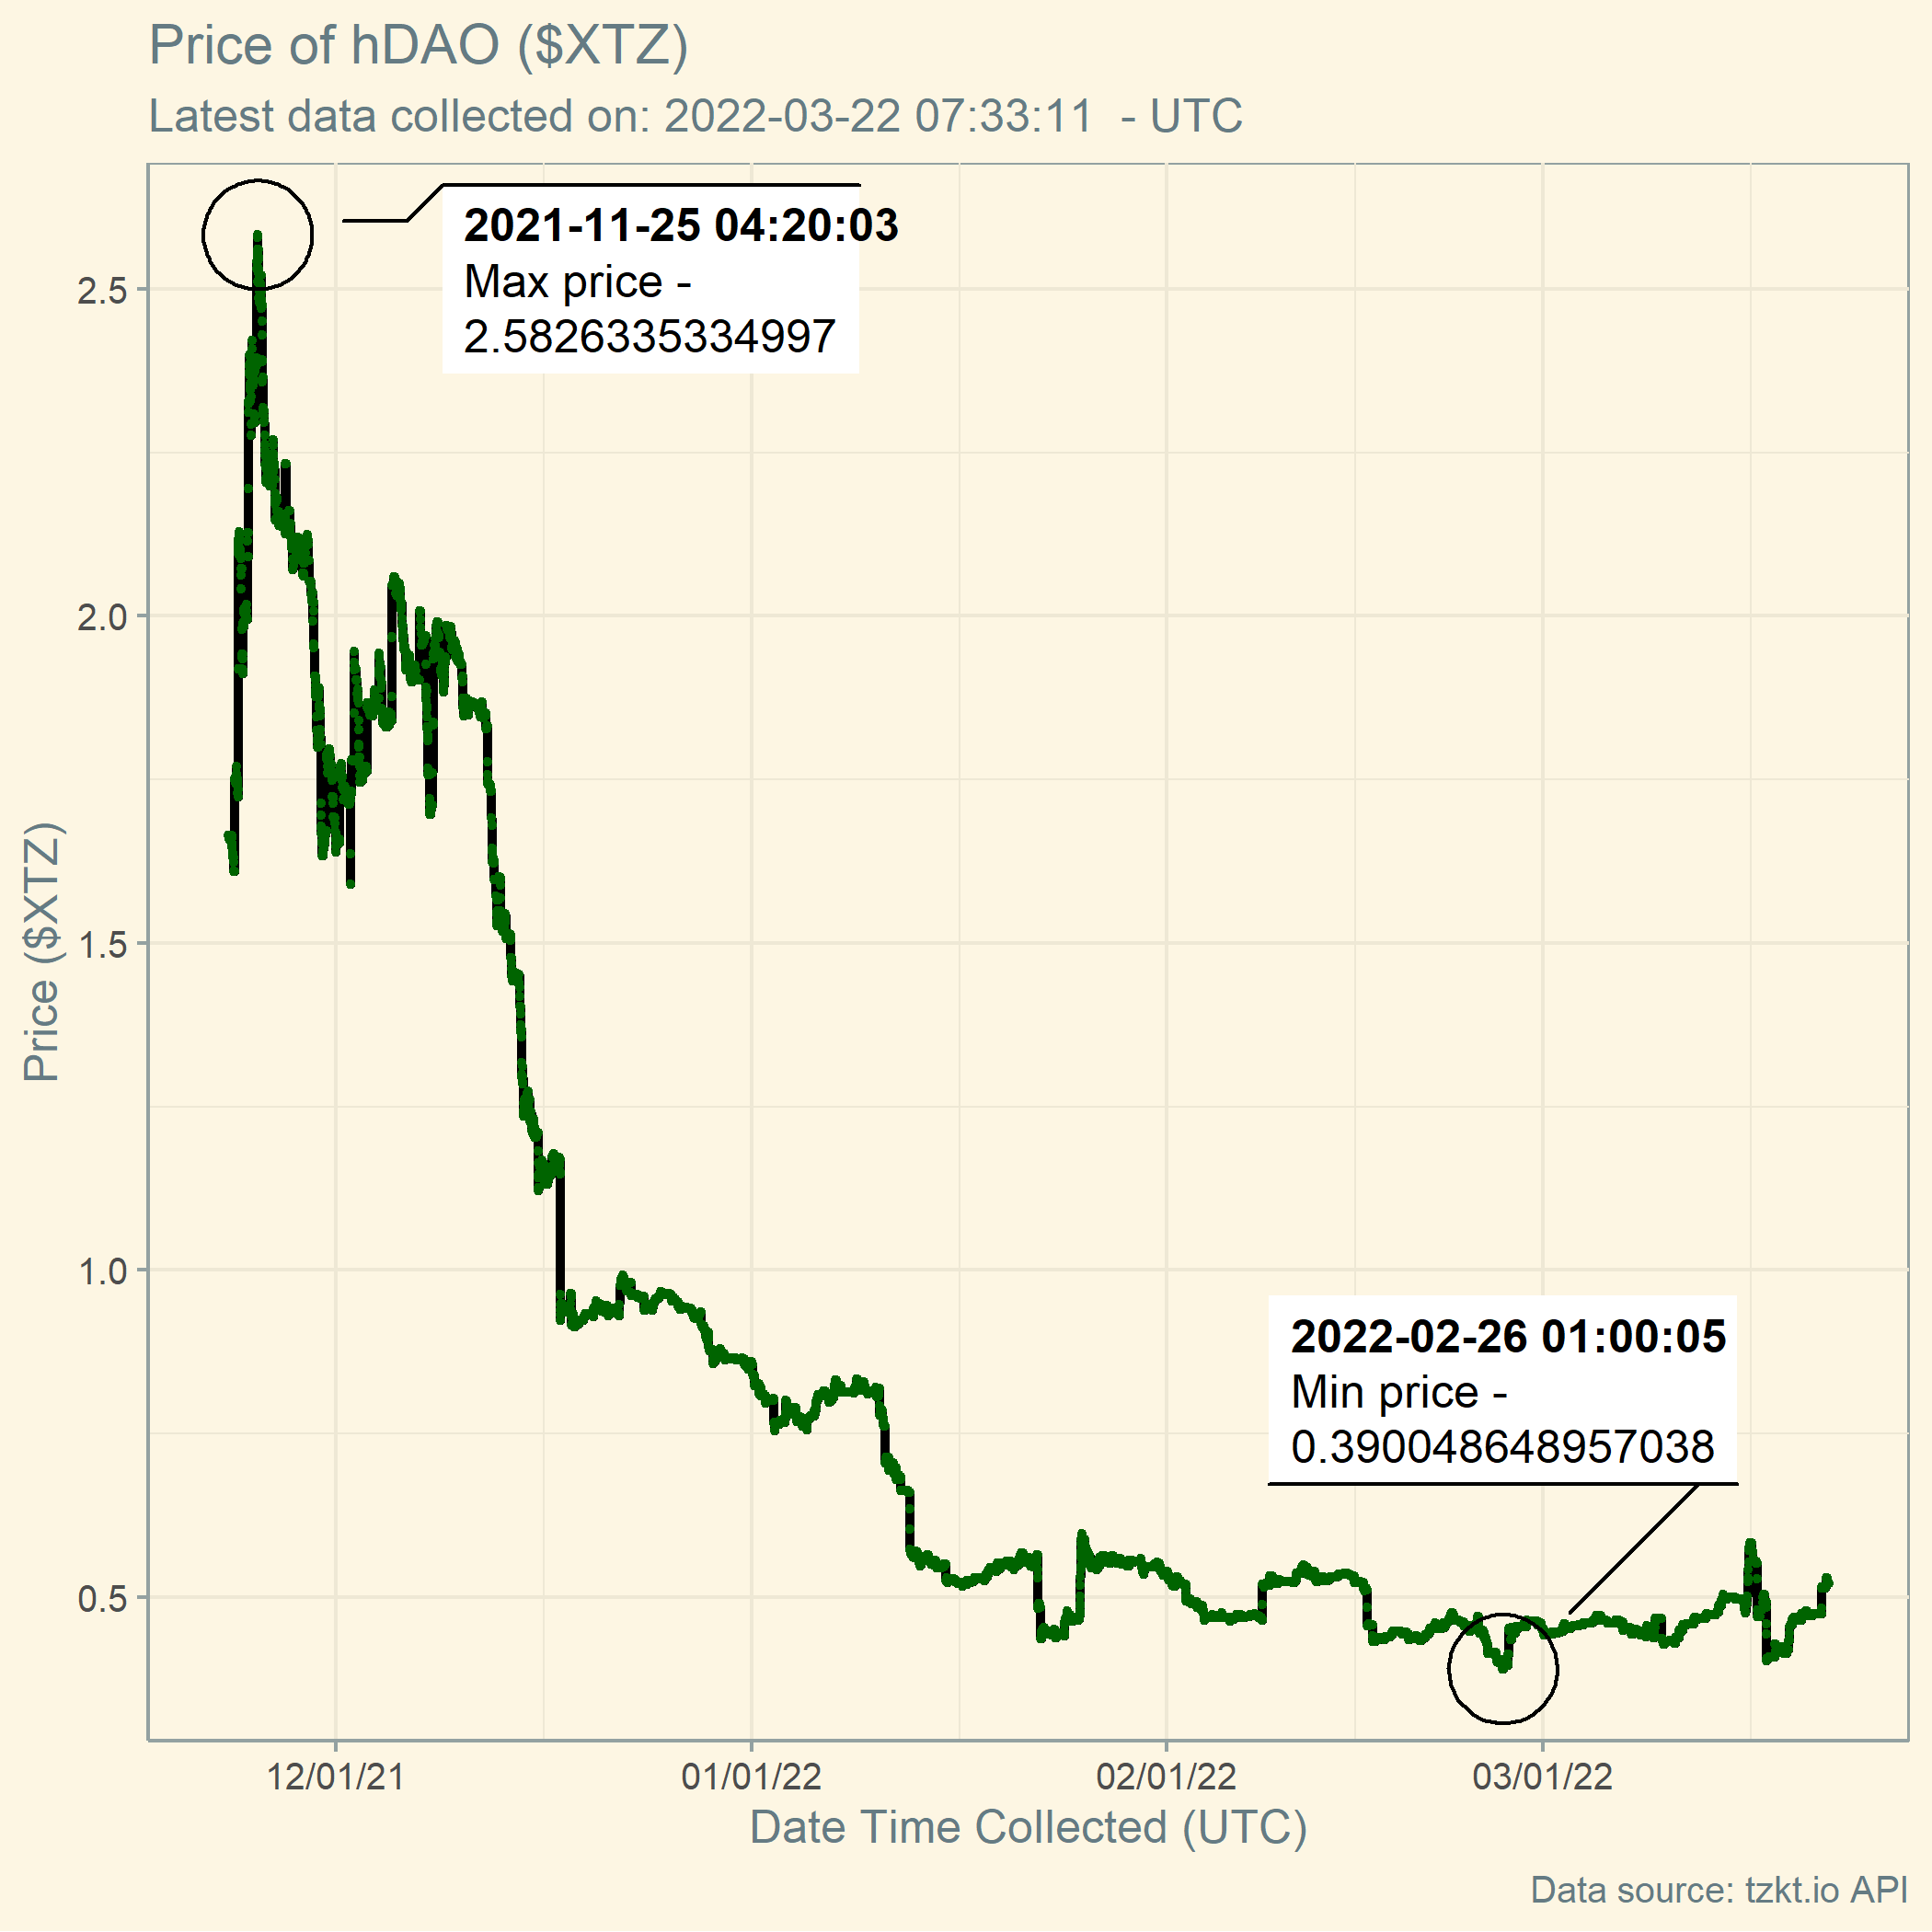 Price of hDAO ($XTZ)
Latest data collected on: 2022-03-22 07:33:11  - UTC
2021-11-25 04:20:03
Max price -
2.5826335334997
2.5
2.0
1.5
1.0
0.5
Price ($XTZ)
2022-02-26 01:00:05
Min price -
0.390048648957038
12/01/21
01/01/22
02/01/22
03/01/22
Date Time Collected (UTC)
Data source: tzkt.io API